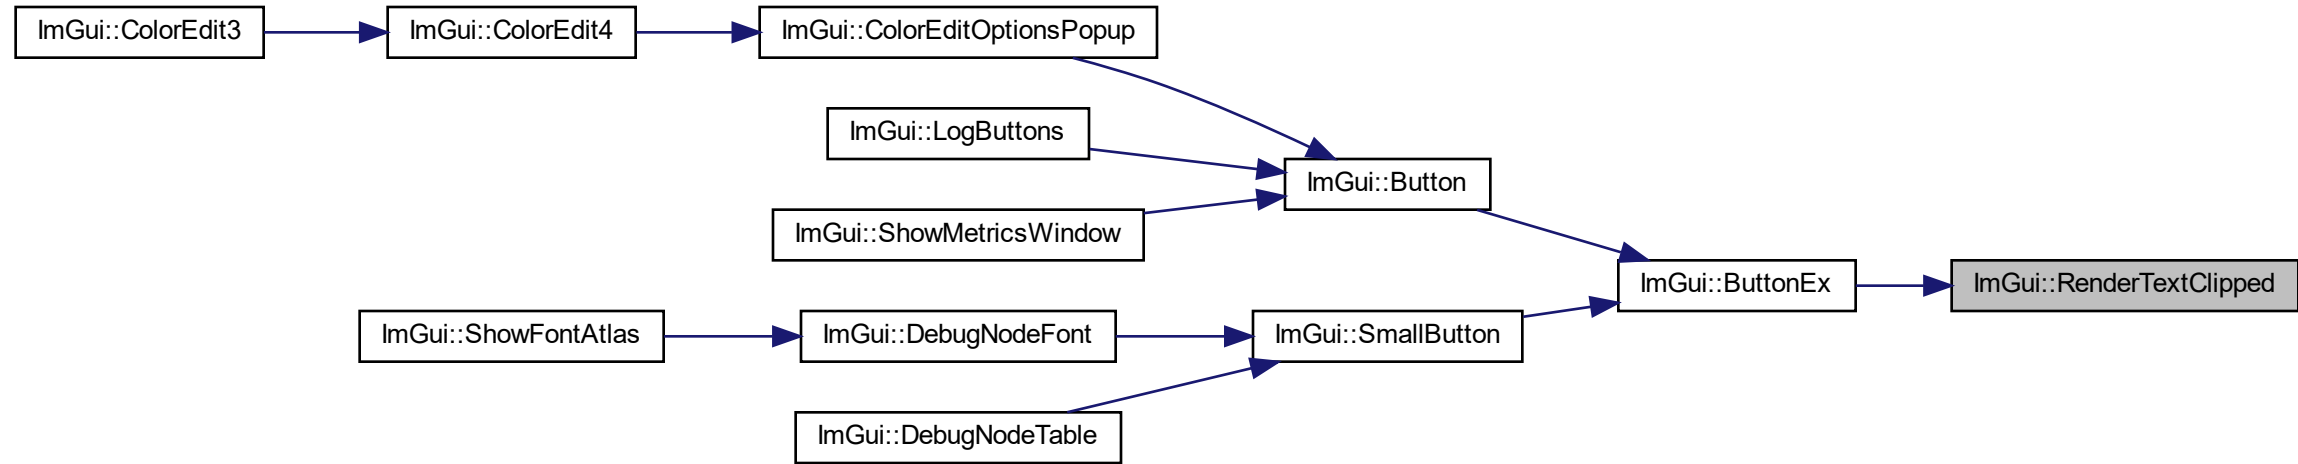 ImGui::ColorEdit3
ImGui::ColorEdit4
ImGui::ColorEditOptionsPopup
ImGui::LogButtons
ImGui::Button
ImGui::ShowMetricsWindow
ImGui::ButtonEx
ImGui::RenderTextClipped
ImGui::ShowFontAtlas
ImGui::DebugNodeFont
ImGui::SmallButton
ImGui::DebugNodeTable